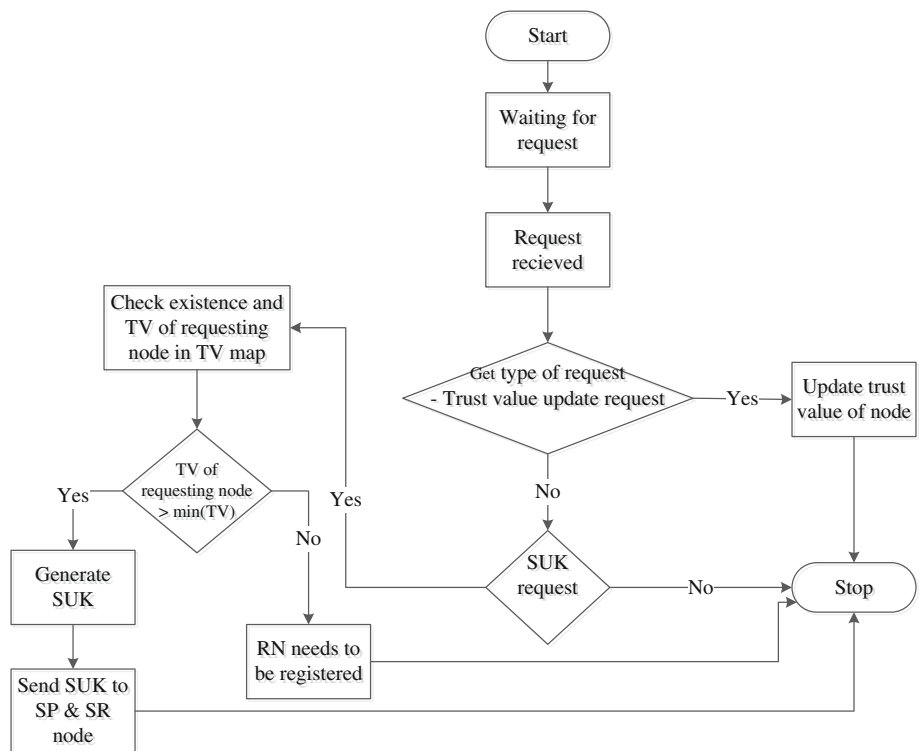 Start
Waiting for
request
Request
recieved
Check existence and
TV of requesting
node in TV map
Get type of request
- Trust value update request
Yes
Update trust
value of node
TV of
requesting node
> min(TV)
Yes
Yes
No
No
SUK
request
No
Stop
Generate
SUK
RN needs to
be registered
Send SUK to
SP & SR
node